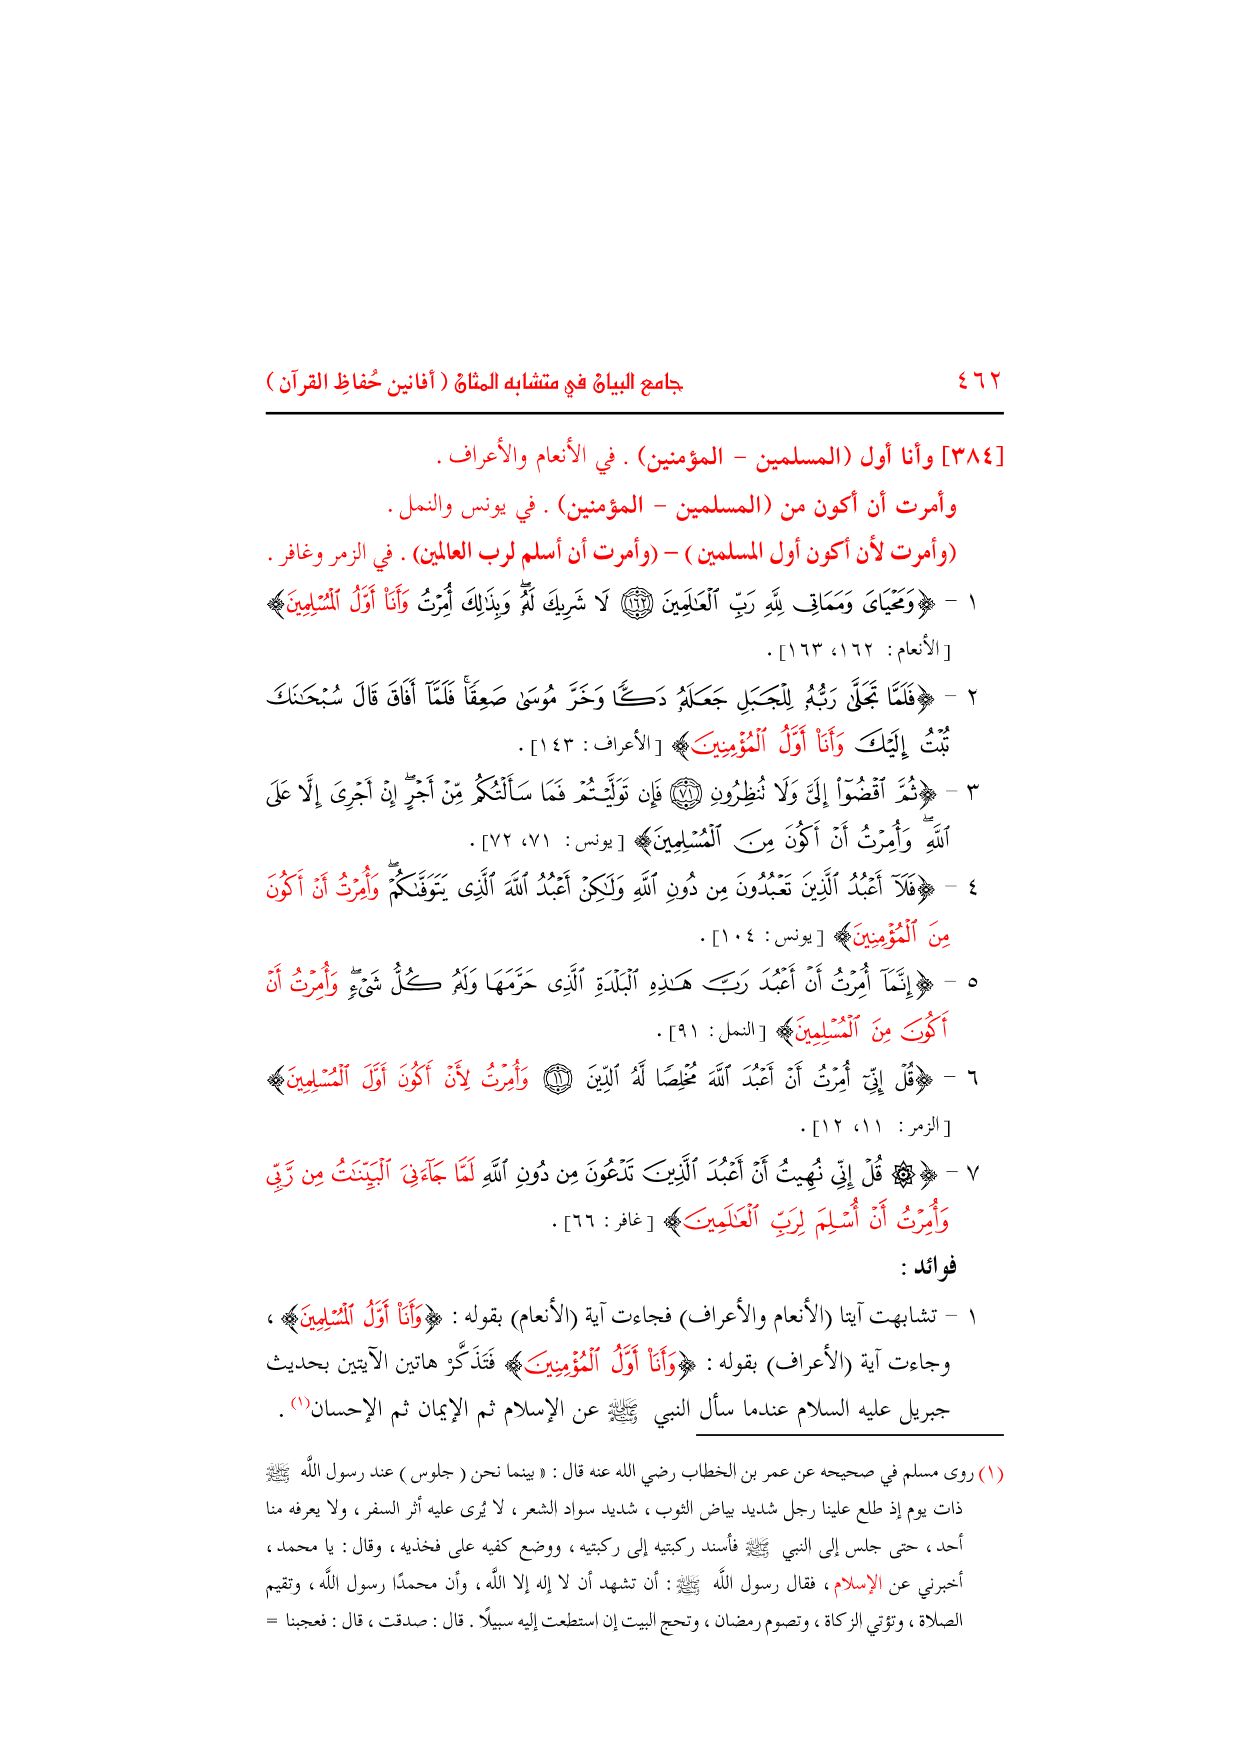 ٤٦٢ جامع البيان في متشابه المثان ( أفانين حُفاظِ القرآن )
[٣٨٤] وأنا أول (المسلمين – المؤمنين) . في الأنعام والأعراف .
وأمرت أن أكون من (المسلمين – المؤمنين) . في يونس والنمل .
(وأمرت لأن أكون أول المسلمين ) – (وأمرت أن أسلم لرب العالمين) . في الزمر وغافر .
١ – ﴿وَمَحْيَاىَ وَمَمَاتِى لِلَّهِ رَبِّ ٱلْعَـٰلَمِينَ ١٦٢ لَا شَرِيكَ لَهُۥۖ وَبِذَٰلِكَ أُمِرْتُ وَأَنَا۠ أَوَّلُ ٱلْمُسْلِمِينَ﴾
[ الأنعام : ١٦٢، ١٦٣] .
٢ – ﴿فَلَمَّا تَجَلَّىٰ رَبُّهُۥ لِلْجَبَلِ جَعَلَهُۥ دَكًّا وَخَرَّ مُوسَىٰ صَعِقًاۚ فَلَمَّآ أَفَاقَ قَالَ سُبْحَـٰنَكَ
تُبْتُ إِلَيْكَ وَأَنَا۠ أَوَّلُ ٱلْمُؤْمِنِينَ﴾ [ الأعراف : ١٤٣] .
٣ – ﴿ثُمَّ ٱقْضُوٓا۟ إِلَىَّ وَلَا تُنظِرُونِ ٧١ فَإِن تَوَلَّيْتُمْ فَمَا سَأَلْتُكُم مِّنْ أَجْرٍۖ إِنْ أَجْرِىَ إِلَّا عَلَى
ٱللَّهِۖ وَأُمِرْتُ أَنْ أَكُونَ مِنَ ٱلْمُسْلِمِينَ﴾ [ يونس : ٧١، ٧٢] .
٤ – ﴿فَلَآ أَعْبُدُ ٱلَّذِينَ تَعْبُدُونَ مِن دُونِ ٱللَّهِ وَلَـٰكِنْ أَعْبُدُ ٱللَّهَ ٱلَّذِى يَتَوَفَّىٰكُمْۖ وَأُمِرْتُ أَنْ أَكُونَ
مِنَ ٱلْمُؤْمِنِينَ﴾ [ يونس : ١٠٤] .
٥ – ﴿إِنَّمَآ أُمِرْتُ أَنْ أَعْبُدَ رَبَّ هَـٰذِهِ ٱلْبَلْدَةِ ٱلَّذِى حَرَّمَهَا وَلَهُۥ كُلُّ شَىْءٍۖ وَأُمِرْتُ أَنْ
أَكُونَ مِنَ ٱلْمُسْلِمِينَ﴾ [ النمل : ٩١] .
٦ – ﴿قُلْ إِنِّىٓ أُمِرْتُ أَنْ أَعْبُدَ ٱللَّهَ مُخْلِصًا لَّهُ ٱلدِّينَ ١١ وَأُمِرْتُ لِأَنْ أَكُونَ أَوَّلَ ٱلْمُسْلِمِينَ﴾
[ الزمر : ١١، ١٢] .
٧ – ﴿۞ قُلْ إِنِّى نُهِيتُ أَنْ أَعْبُدَ ٱلَّذِينَ تَدْعُونَ مِن دُونِ ٱللَّهِ لَمَّا جَآءَنِىَ ٱلْبَيِّنَـٰتُ مِن رَّبِّى
وَأُمِرْتُ أَنْ أُسْلِمَ لِرَبِّ ٱلْعَـٰلَمِينَ﴾ [ غافر : ٦٦] .
فوائد :
١ – تشابهت آيتا (الأنعام والأعراف) فجاءت آية (الأنعام) بقوله : ﴿وَأَنَا۠ أَوَّلُ ٱلْمُسْلِمِينَ﴾ ،
وجاءت آية (الأعراف) بقوله : ﴿وَأَنَا۠ أَوَّلُ ٱلْمُؤْمِنِينَ﴾ فَتَذَكَّرْ هاتين الآيتين بحديث
جبريل عليه السلام عندما سأل النبي ﷺ عن الإسلام ثم الإيمان ثم الإحسان(١) .
(١) روى مسلم في صحيحه عن عمر بن الخطاب رضي الله عنه قال : « بينما نحن ( جلوس ) عند رسول اللَّه ﷺ
ذات يوم إذ طلع علينا رجل شديد بياض الثوب ، شديد سواد الشعر ، لا يُرى عليه أثر السفر ، ولا يعرفه منا
أحد ، حتى جلس إلى النبي ﷺ فأسند ركبتيه إلى ركبتيه ، ووضع كفيه على فخذيه ، وقال : يا محمد ،
أخبرني عن الإسلام ، فقال رسول اللَّه ﷺ : أن تشهد أن لا إله إلا اللَّه ، وأن محمدًا رسول اللَّه ، وتقيم
الصلاة ، وتؤتي الزكاة ، وتصوم رمضان ، وتحج البيت إن استطعت إليه سبيلًا . قال : صدقت ، قال : فعجبنا =